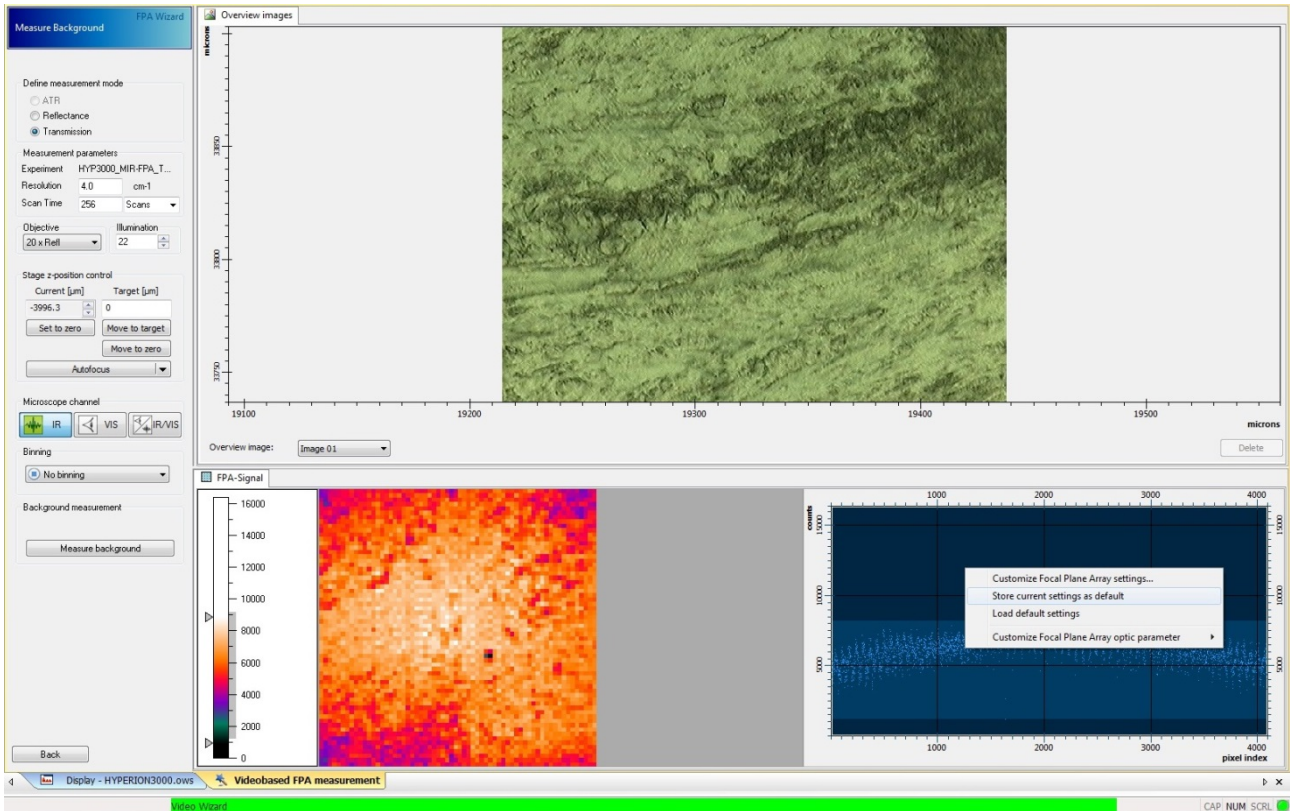 FPA Wizard
Measure Background
Define measurement mode
ATR
Reflectance
Transmission
Measurement parameters
Experiment HYP3000_MIR-FPA_T...
Resolution 4.0 cm-1
Scan Time 256 Scans
Objective Illumination
20 x Refl 22
Stage z-position control
Current [µm] Target [µm]
-3996.3 0
Set to zero Move to target
Move to zero
Autofocus
Microscope channel
IR VIS IR/VIS
Binning
No binning
Background measurement
Measure background
Back
Overview images
microns
33850
33800
33750
19100 19200 19300 19400 19500
microns
Overview image: Image 01 Delete
FPA-Signal
16000
14000
12000
10000
8000
6000
4000
2000
0
1000 2000 3000 4000
counts
15000 15000
10000 10000
5000 5000
Customize Focal Plane Array settings...
Store current settings as default
Load default settings
Customize Focal Plane Array optic parameter
1000 2000 3000 4000
pixel index
Display - HYPERION3000.ows Videobased FPA measurement
Video Wizard CAP NUM SCRL